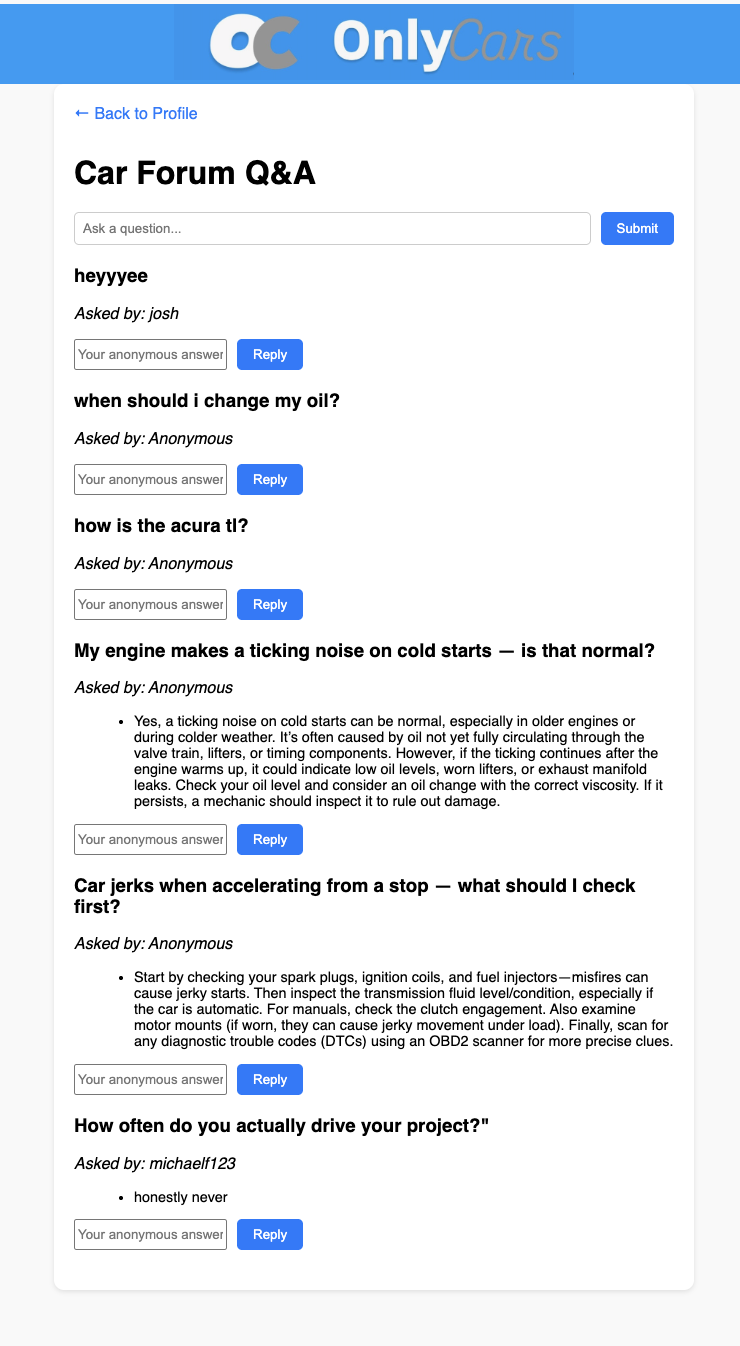 OC OnlyCars
← Back to Profile
Car Forum Q&A
Ask a question...
Submit
heyyyee
Asked by: josh
Your anonymous answer
Reply
when should i change my oil?
Asked by: Anonymous
Your anonymous answer
Reply
how is the acura tl?
Asked by: Anonymous
Your anonymous answer
Reply
My engine makes a ticking noise on cold starts — is that normal?
Asked by: Anonymous
• Yes, a ticking noise on cold starts can be normal, especially in older engines or
during colder weather. It’s often caused by oil not yet fully circulating through the
valve train, lifters, or timing components. However, if the ticking continues after the
engine warms up, it could indicate low oil levels, worn lifters, or exhaust manifold
leaks. Check your oil level and consider an oil change with the correct viscosity. If it
persists, a mechanic should inspect it to rule out damage.
Your anonymous answer
Reply
Car jerks when accelerating from a stop — what should I check
first?
Asked by: Anonymous
• Start by checking your spark plugs, ignition coils, and fuel injectors—misfires can
cause jerky starts. Then inspect the transmission fluid level/condition, especially if
the car is automatic. For manuals, check the clutch engagement. Also examine
motor mounts (if worn, they can cause jerky movement under load). Finally, scan for
any diagnostic trouble codes (DTCs) using an OBD2 scanner for more precise clues.
Your anonymous answer
Reply
How often do you actually drive your project?"
Asked by: michaelf123
• honestly never
Your anonymous answer
Reply